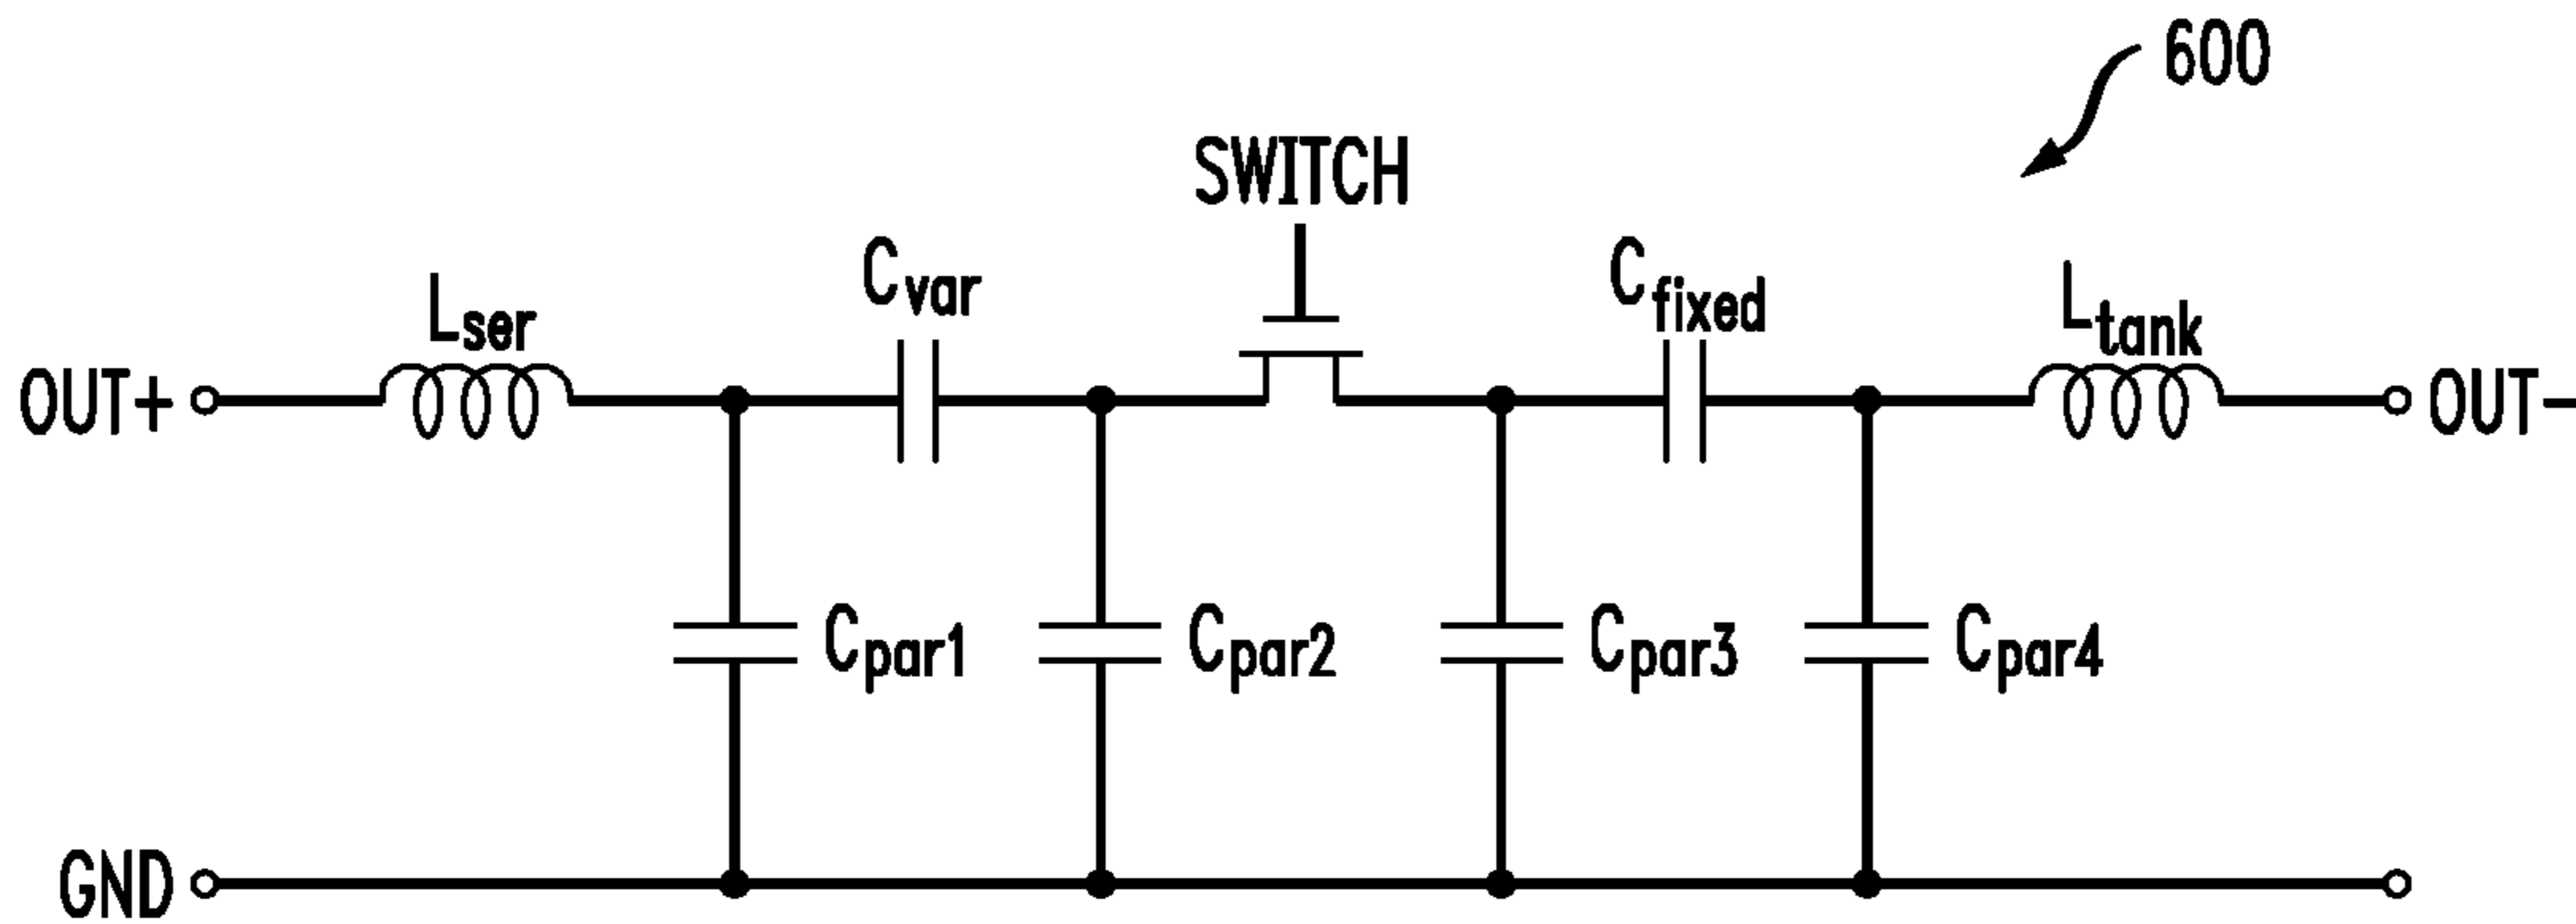 600
SWITCH
Cvar
Cfixed
Lser
Ltank
OUT+
OUT-
Cpar1
Cpar2
Cpar3
Cpar4
GND